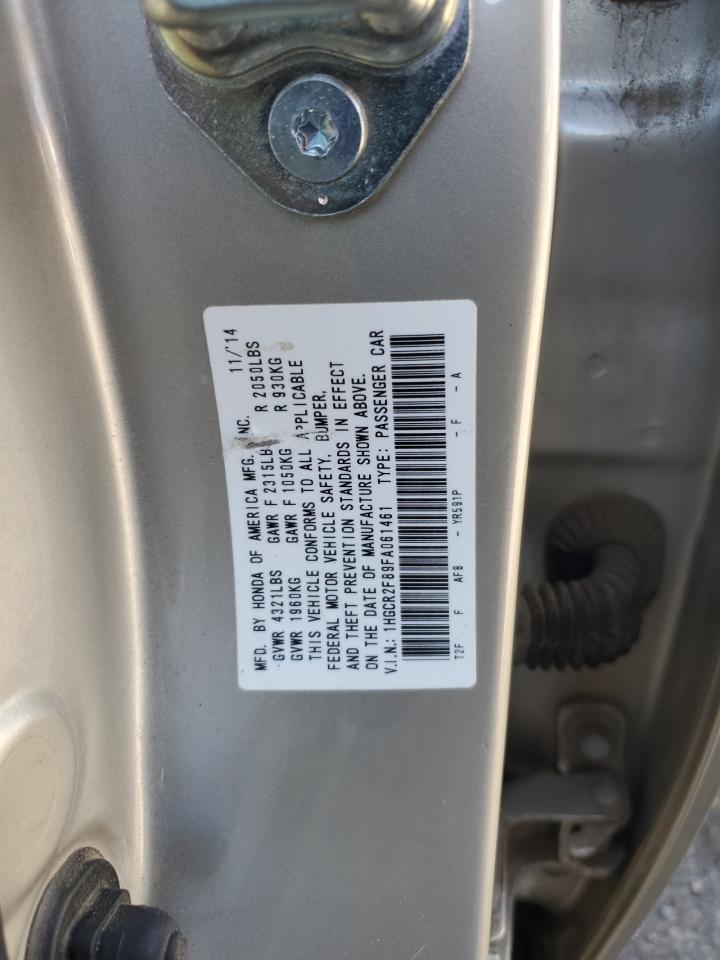 MFD. BY HONDA OF AMERICA MFG., INC. 11/'14
GVWR 4321LBS GAWR F 2315LB R 2050LBS
GVWR 1960KG GAWR F 1050KG R 930KG
THIS VEHICLE CONFORMS TO ALL APPLICABLE
FEDERAL MOTOR VEHICLE SAFETY, BUMPER,
AND THEFT PREVENTION STANDARDS IN EFFECT
ON THE DATE OF MANUFACTURE SHOWN ABOVE.
V.I.N.: 1HGCR2F89FA061461 TYPE: PASSENGER CAR
T2F F AF8 - YR591P - F - A